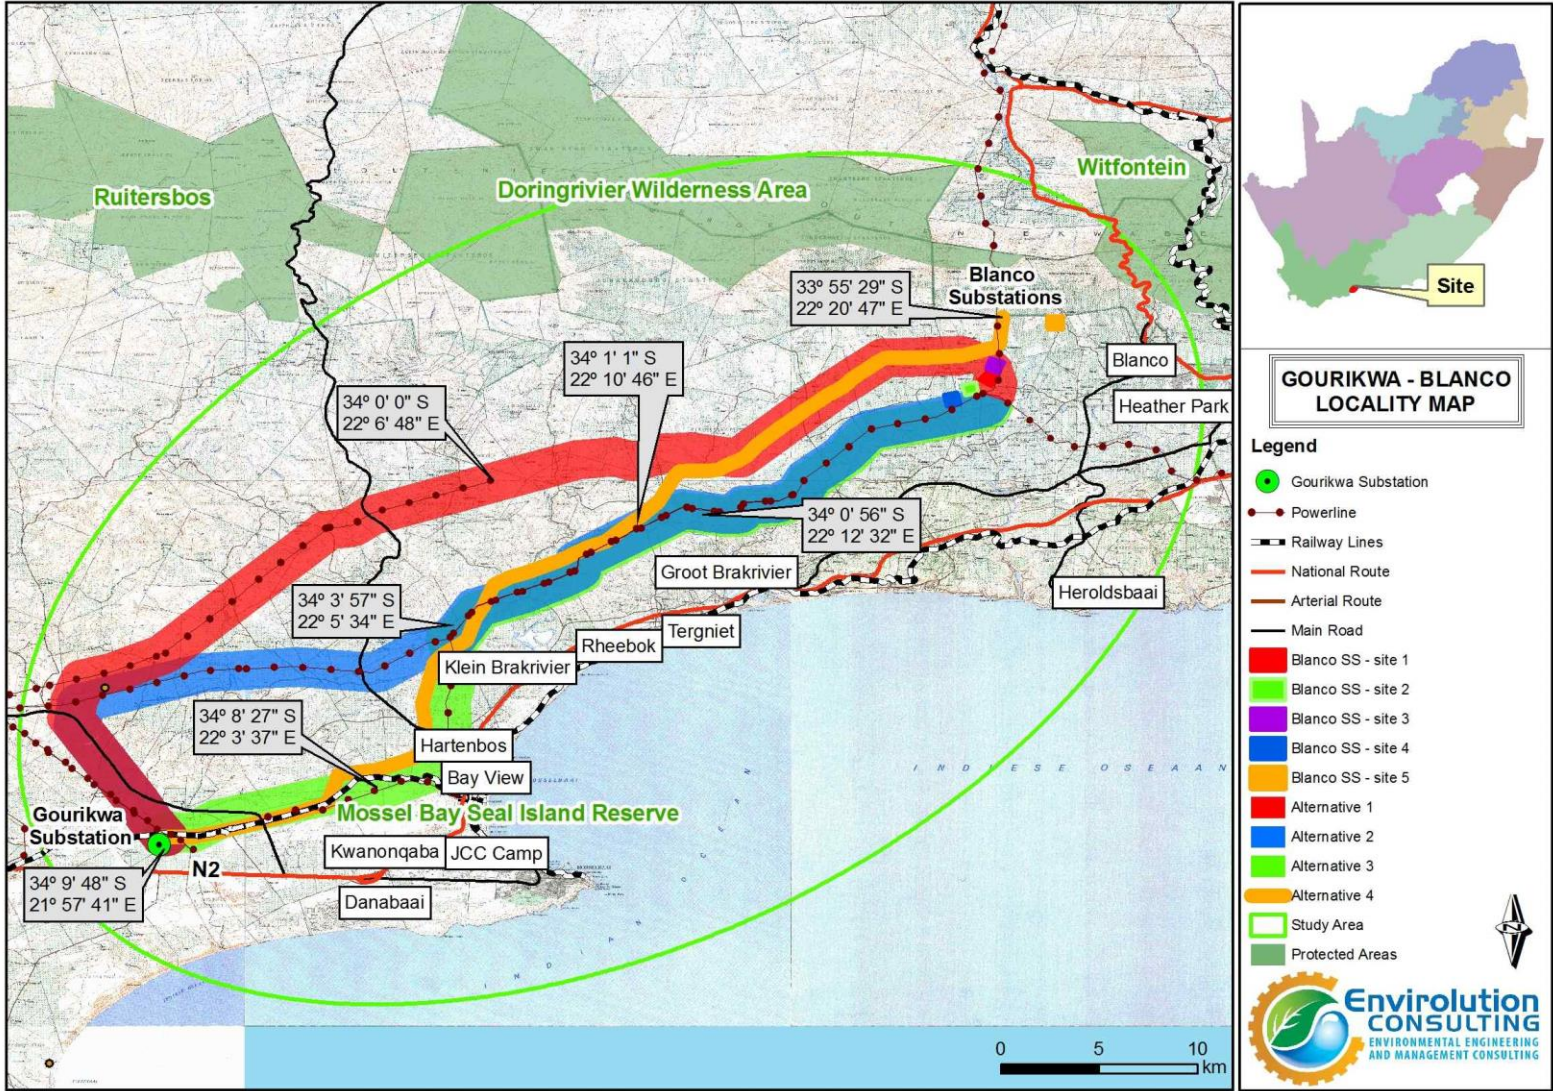 Ruitersbos
Doringrivier Wilderness Area
Witfontein
33º 55' 29" S
22º 20' 47" E
Blanco
Substations
34º 1' 1" S
22º 10' 46" E
34º 0' 0" S
22º 6' 48" E
Blanco
Heather Park
34º 0' 56" S
22º 12' 32" E
Groot Brakrivier
Heroldsbaai
34º 3' 57" S
22º 5' 34" E
Tergniet
Rheebok
Klein Brakrivier
34º 8' 27" S
22º 3' 37" E
Hartenbos
Bay View
INDIESE OSEAAN
Mossel Bay Seal Island Reserve
Gourikwa
Substation
Kwanonqaba
JCC Camp
N2
34º 9' 48" S
21º 57' 41" E
Danabaai
INDIAN OCEAN
0 5 10
km
Site
GOURIKWA - BLANCO
LOCALITY MAP
Legend
Gourikwa Substation
Powerline
Railway Lines
National Route
Arterial Route
Main Road
Blanco SS - site 1
Blanco SS - site 2
Blanco SS - site 3
Blanco SS - site 4
Blanco SS - site 5
Alternative 1
Alternative 2
Alternative 3
Alternative 4
Study Area
Protected Areas
N
Envirolution
CONSULTING
ENVIRONMENTAL ENGINEERING
AND MANAGEMENT CONSULTING